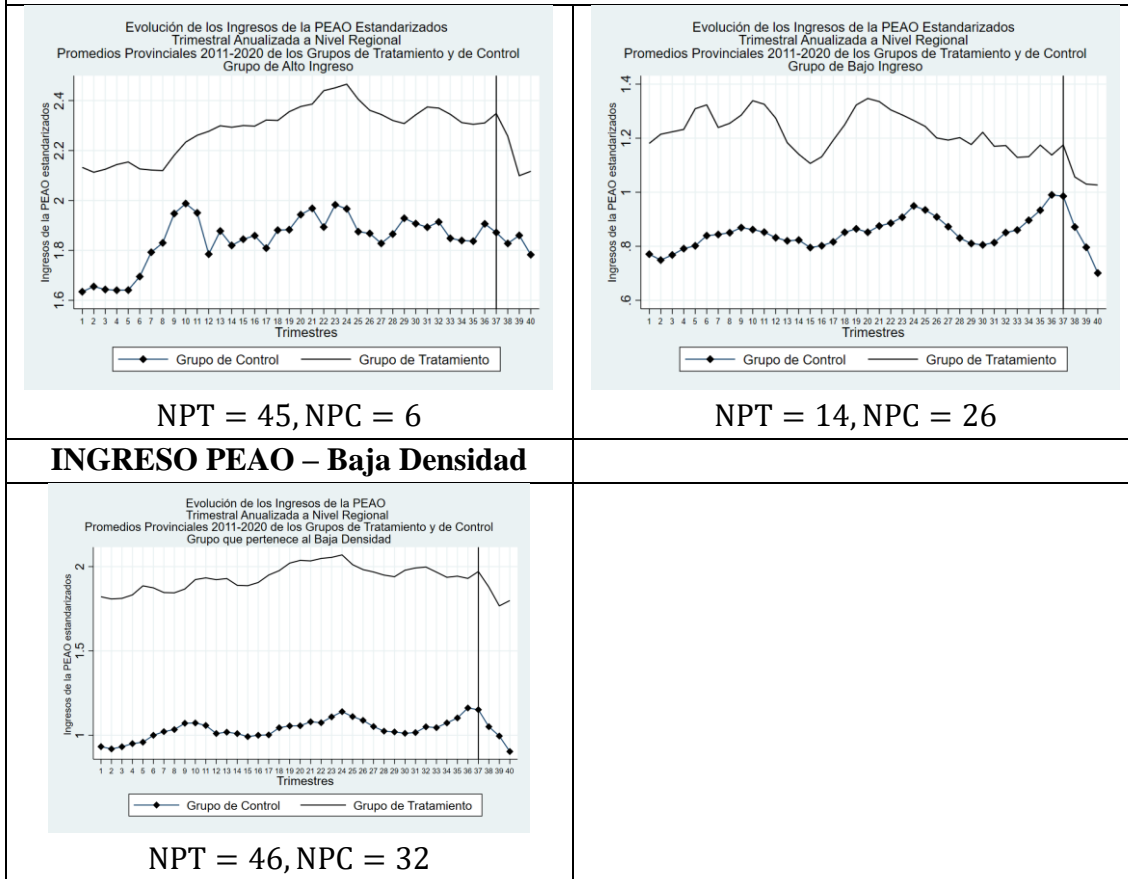 Evolución de los Ingresos de la PEAO Estandarizados
Trimestral Anualizada a Nivel Regional
Promedios Provinciales 2011-2020 de los Grupos de Tratamiento y de Control
Grupo de Alto Ingreso
Ingresos de la PEAO estandarizados
2.4
2.2
2
1.8
1.6
1 2 3 4 5 6 7 8 9 10 11 12 13 14 15 16 17 18 19 20 21 22 23 24 25 26 27 28 29 30 31 32 33 34 35 36 37 38 39 40
Trimestres
Grupo de Control Grupo de Tratamiento
NPT = 45, NPC = 6
Evolución de los Ingresos de la PEAO Estandarizados
Trimestral Anualizada a Nivel Regional
Promedios Provinciales 2011-2020 de los Grupos de Tratamiento y de Control
Grupo de Bajo Ingreso
Ingresos de la PEAO estandarizados
1.4
1.2
1
.8
.6
1 2 3 4 5 6 7 8 9 10 11 12 13 14 15 16 17 18 19 20 21 22 23 24 25 26 27 28 29 30 31 32 33 34 35 36 37 38 39 40
Trimestres
Grupo de Control Grupo de Tratamiento
NPT = 14, NPC = 26
INGRESO PEAO – Baja Densidad
Evolución de los Ingresos de la PEAO
Trimestral Anualizada a Nivel Regional
Promedios Provinciales 2011-2020 de los Grupos de Tratamiento y de Control
Grupo que pertenece al Baja Densidad
Ingresos de la PEAO estandarizados
2
1.5
1
1 2 3 4 5 6 7 8 9 10 11 12 13 14 15 16 17 18 19 20 21 22 23 24 25 26 27 28 29 30 31 32 33 34 35 36 37 38 39 40
Trimestres
Grupo de Control Grupo de Tratamiento
NPT = 46, NPC = 32